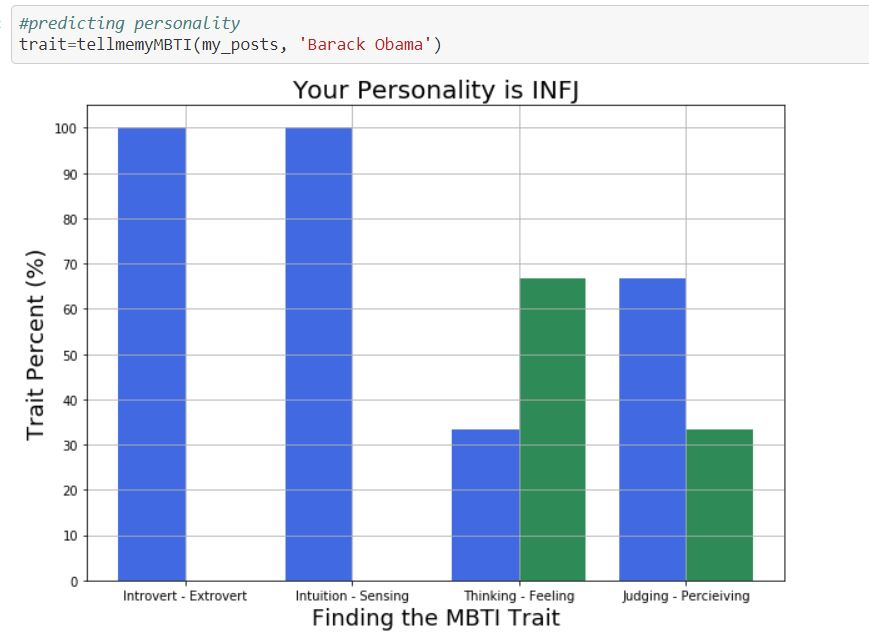 #predicting personality
trait=tellmemyMBTI(my_posts, 'Barack Obama')
Your Personality is INFJ
Trait Percent (%)
100
90
80
70
60
50
40
30
20
10
0
Introvert - Extrovert
Intuition - Sensing
Thinking - Feeling
Judging - Percieiving
Finding the MBTI Trait